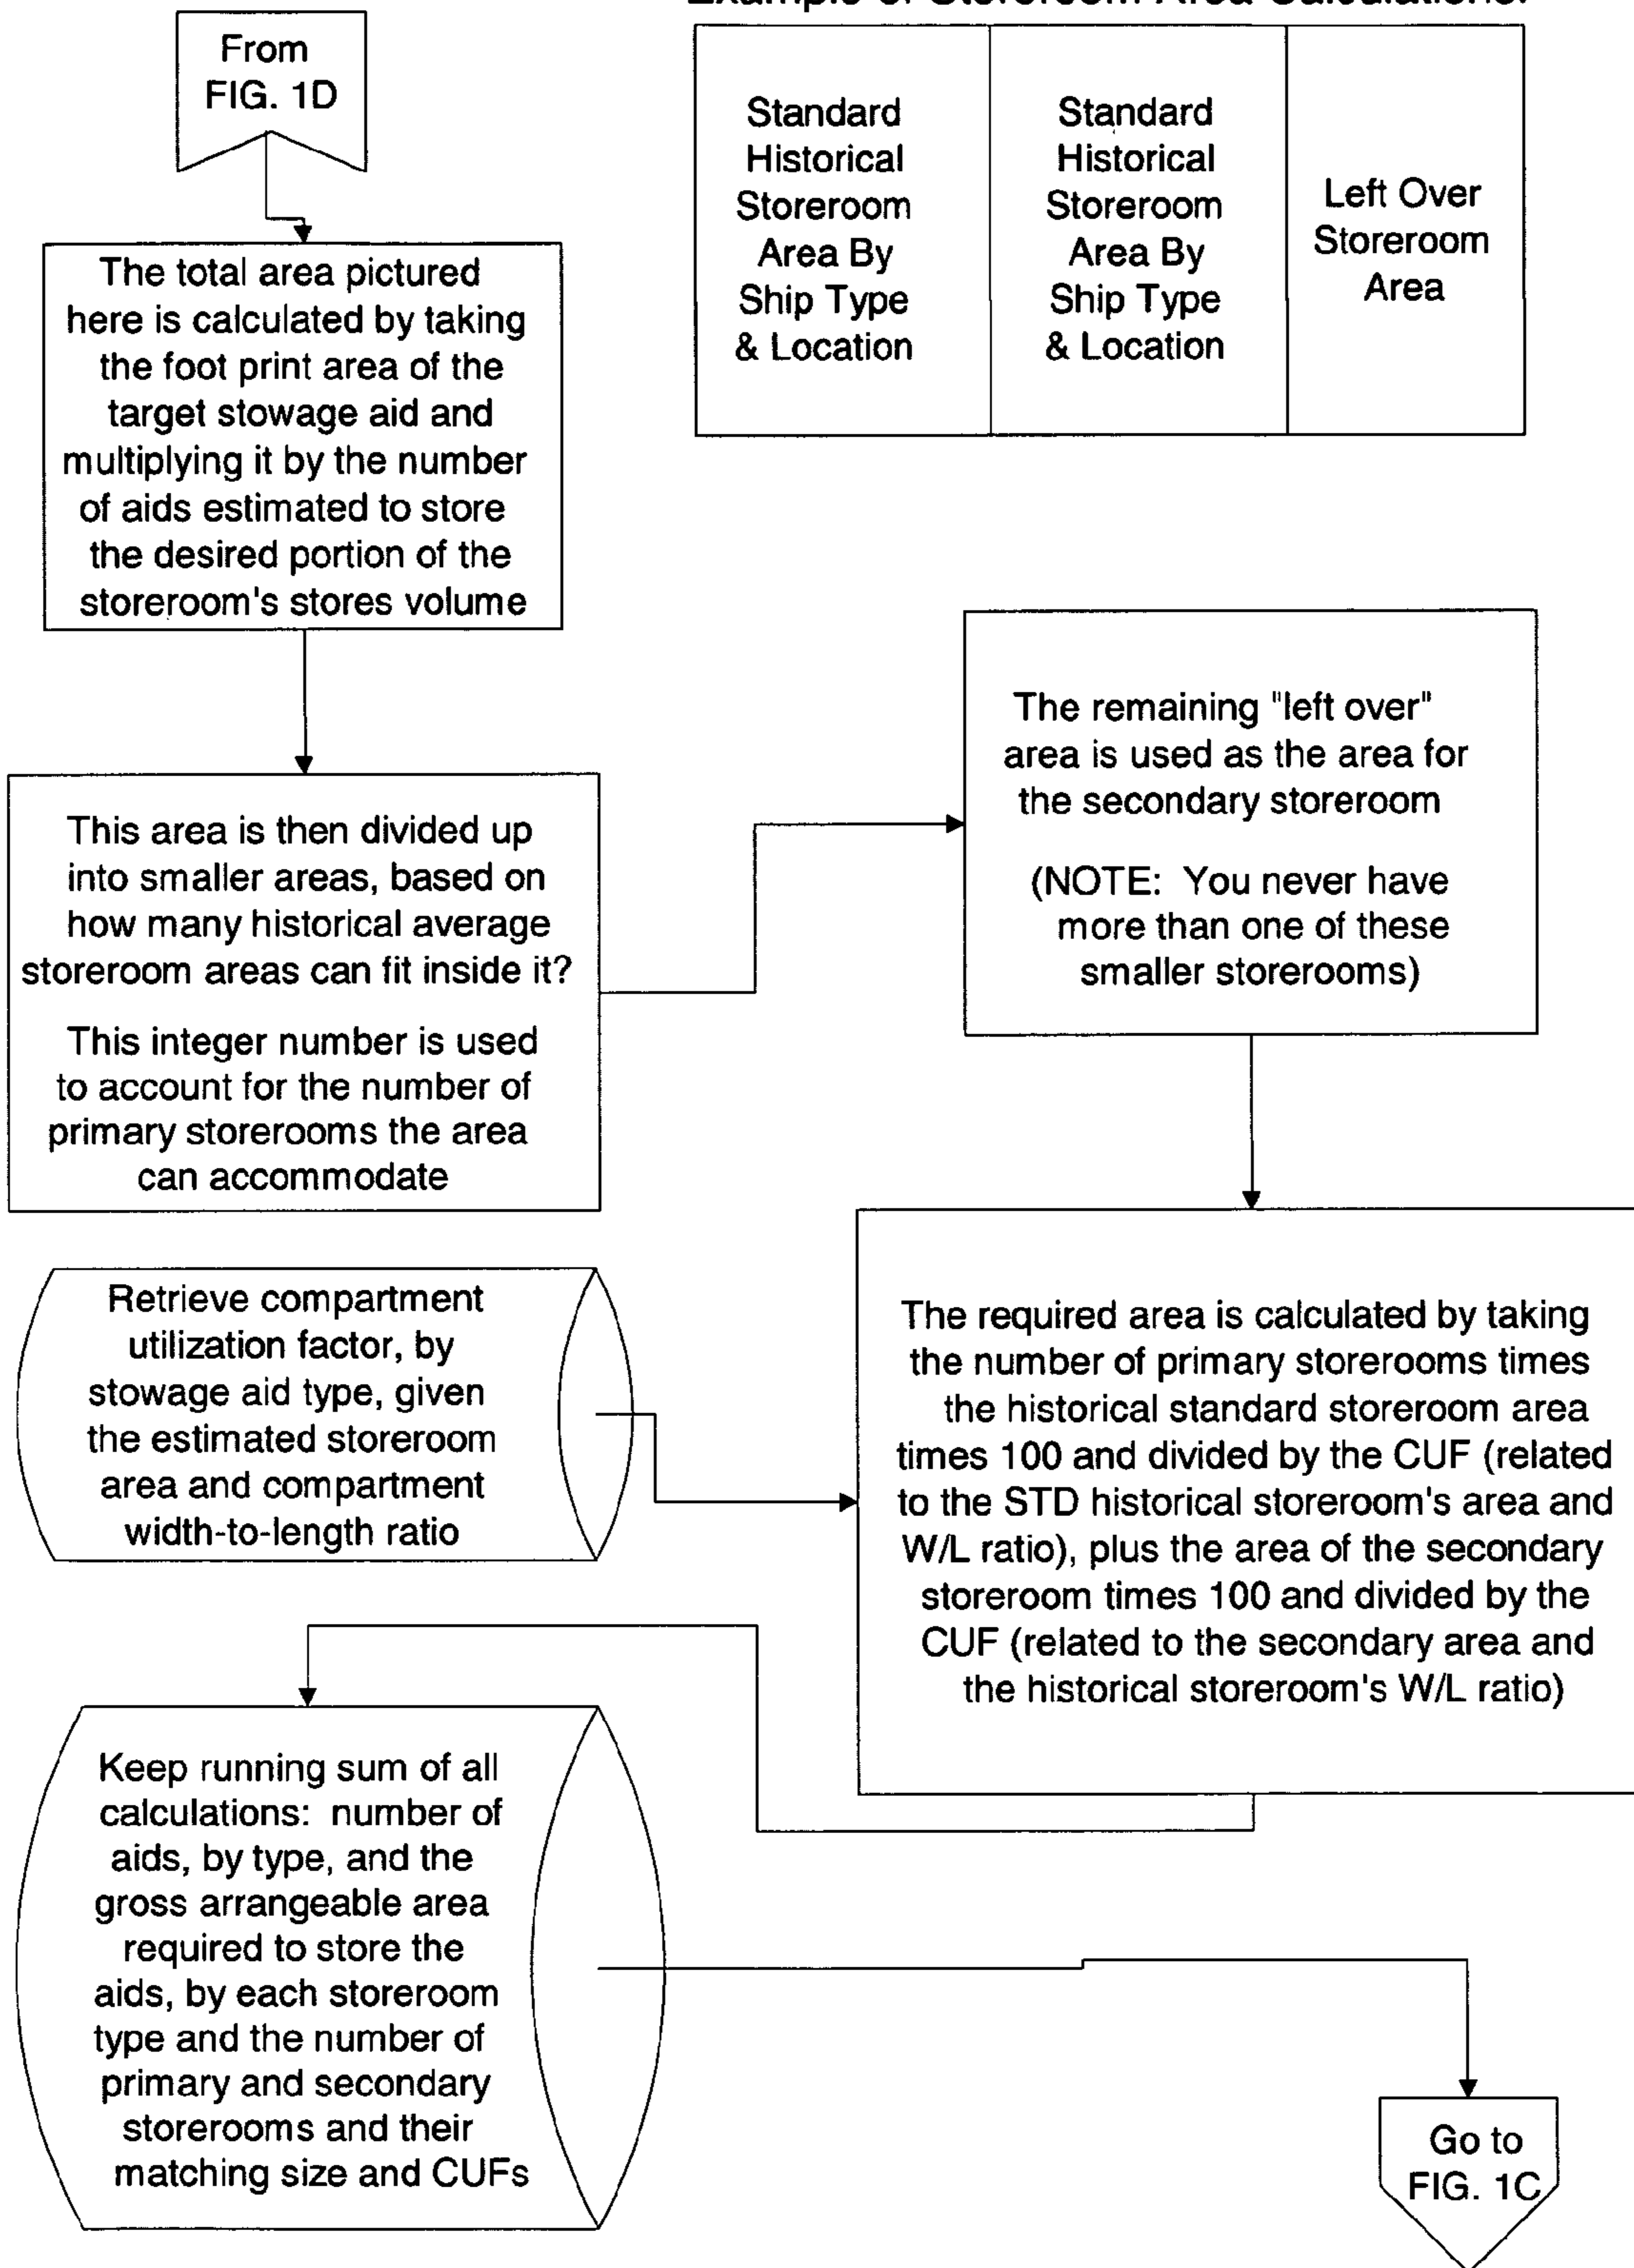 Example of Storeroom Area Calculations:
From
FIG. 1D
Standard
Historical
Storeroom
Area By
Ship Type
& Location
Standard
Historical
Storeroom
Area By
Ship Type
& Location
Left Over
Storeroom
Area
The total area pictured
here is calculated by taking
the foot print area of the
target stowage aid and
multiplying it by the number
of aids estimated to store
the desired portion of the
storeroom's stores volume
This area is then divided up
into smaller areas, based on
how many historical average
storeroom areas can fit inside it?
This integer number is used
to account for the number of
primary storerooms the area
can accommodate
The remaining "left over"
area is used as the area for
the secondary storeroom
(NOTE: You never have
more than one of these
smaller storerooms)
Retrieve compartment
utilization factor, by
stowage aid type, given
the estimated storeroom
area and compartment
width-to-length ratio
The required area is calculated by taking
the number of primary storerooms times
the historical standard storeroom area
times 100 and divided by the CUF (related
to the STD historical storeroom's area and
W/L ratio), plus the area of the secondary
storeroom times 100 and divided by the
CUF (related to the secondary area and
the historical storeroom's W/L ratio)
Keep running sum of all
calculations: number of
aids, by type, and the
gross arrangeable area
required to store the
aids, by each storeroom
type and the number of
primary and secondary
storerooms and their
matching size and CUFs
Go to
FIG. 1C